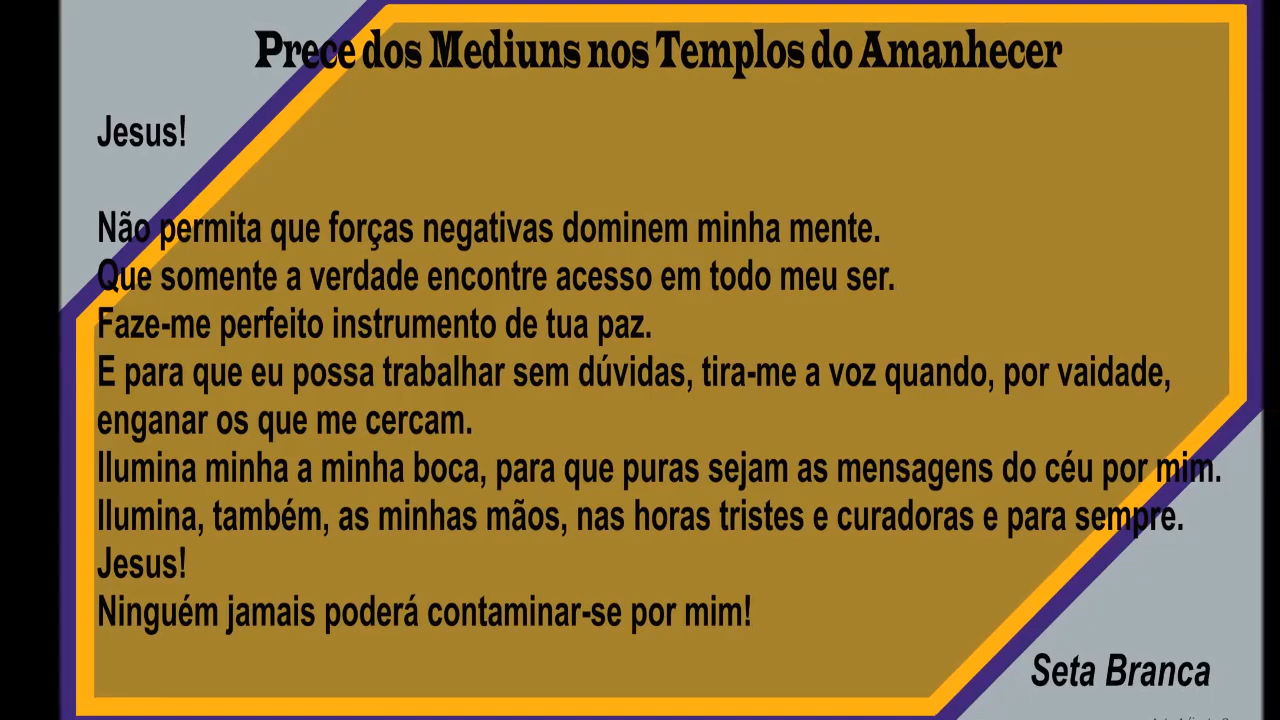 Prece dos Mediuns nos Templos do Amanhecer
Jesus!
Não permita que forças negativas dominem minha mente.
Que somente a verdade encontre acesso em todo meu ser.
Faze-me perfeito instrumento de tua paz.
E para que eu possa trabalhar sem dúvidas, tira-me a voz quando, por vaidade,
enganar os que me cercam.
Ilumina minha a minha boca, para que puras sejam as mensagens do céu por mim.
Ilumina, também, as minhas mãos, nas horas tristes e curadoras e para sempre.
Jesus!
Ninguém jamais poderá contaminar-se por mim!
Seta Branca